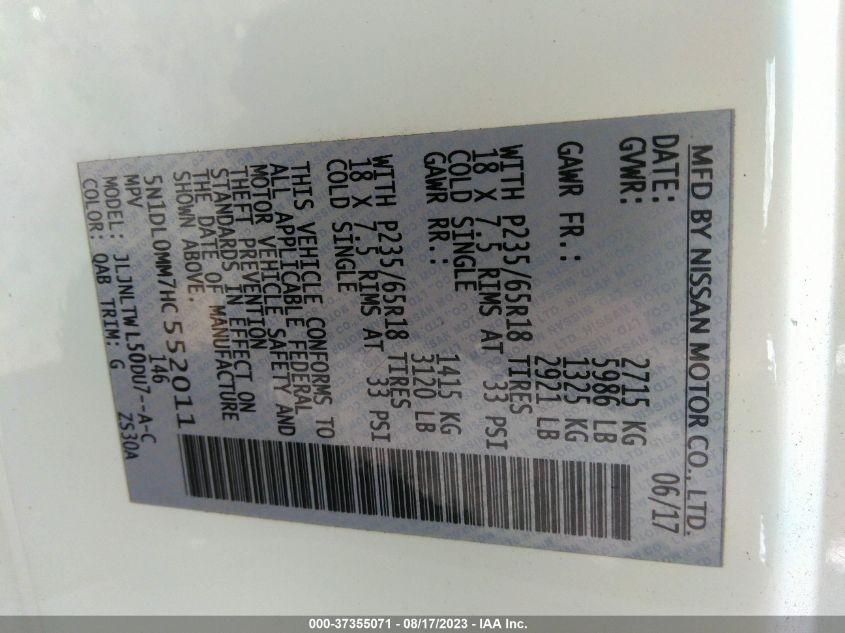 MFD BY NISSAN MOTOR CO., LTD.
DATE: 06/17
GVWR: 2715 KG
5986 LB
GAWR FR.: 1325 KG
2921 LB
WITH P235/65R18 TIRES
18 X 7.5 RIMS AT 33 PSI
COLD SINGLE
GAWR RR.: 1415 KG
3120 LB
WITH P235/65R18 TIRES
18 X 7.5 RIMS AT 33 PSI
COLD SINGLE
THIS VEHICLE CONFORMS TO
ALL APPLICABLE FEDERAL
MOTOR VEHICLE SAFETY AND
THEFT PREVENTION
STANDARDS IN EFFECT ON
THE DATE OF MANUFACTURE
SHOWN ABOVE.
5N1DL0MM7HC552011
MPV 146
MODEL: JLJNLTWL50DU7--A-C
COLOR: QAB TRIM: G ZS30A
000-37355071 - 08/17/2023 - IAA Inc.